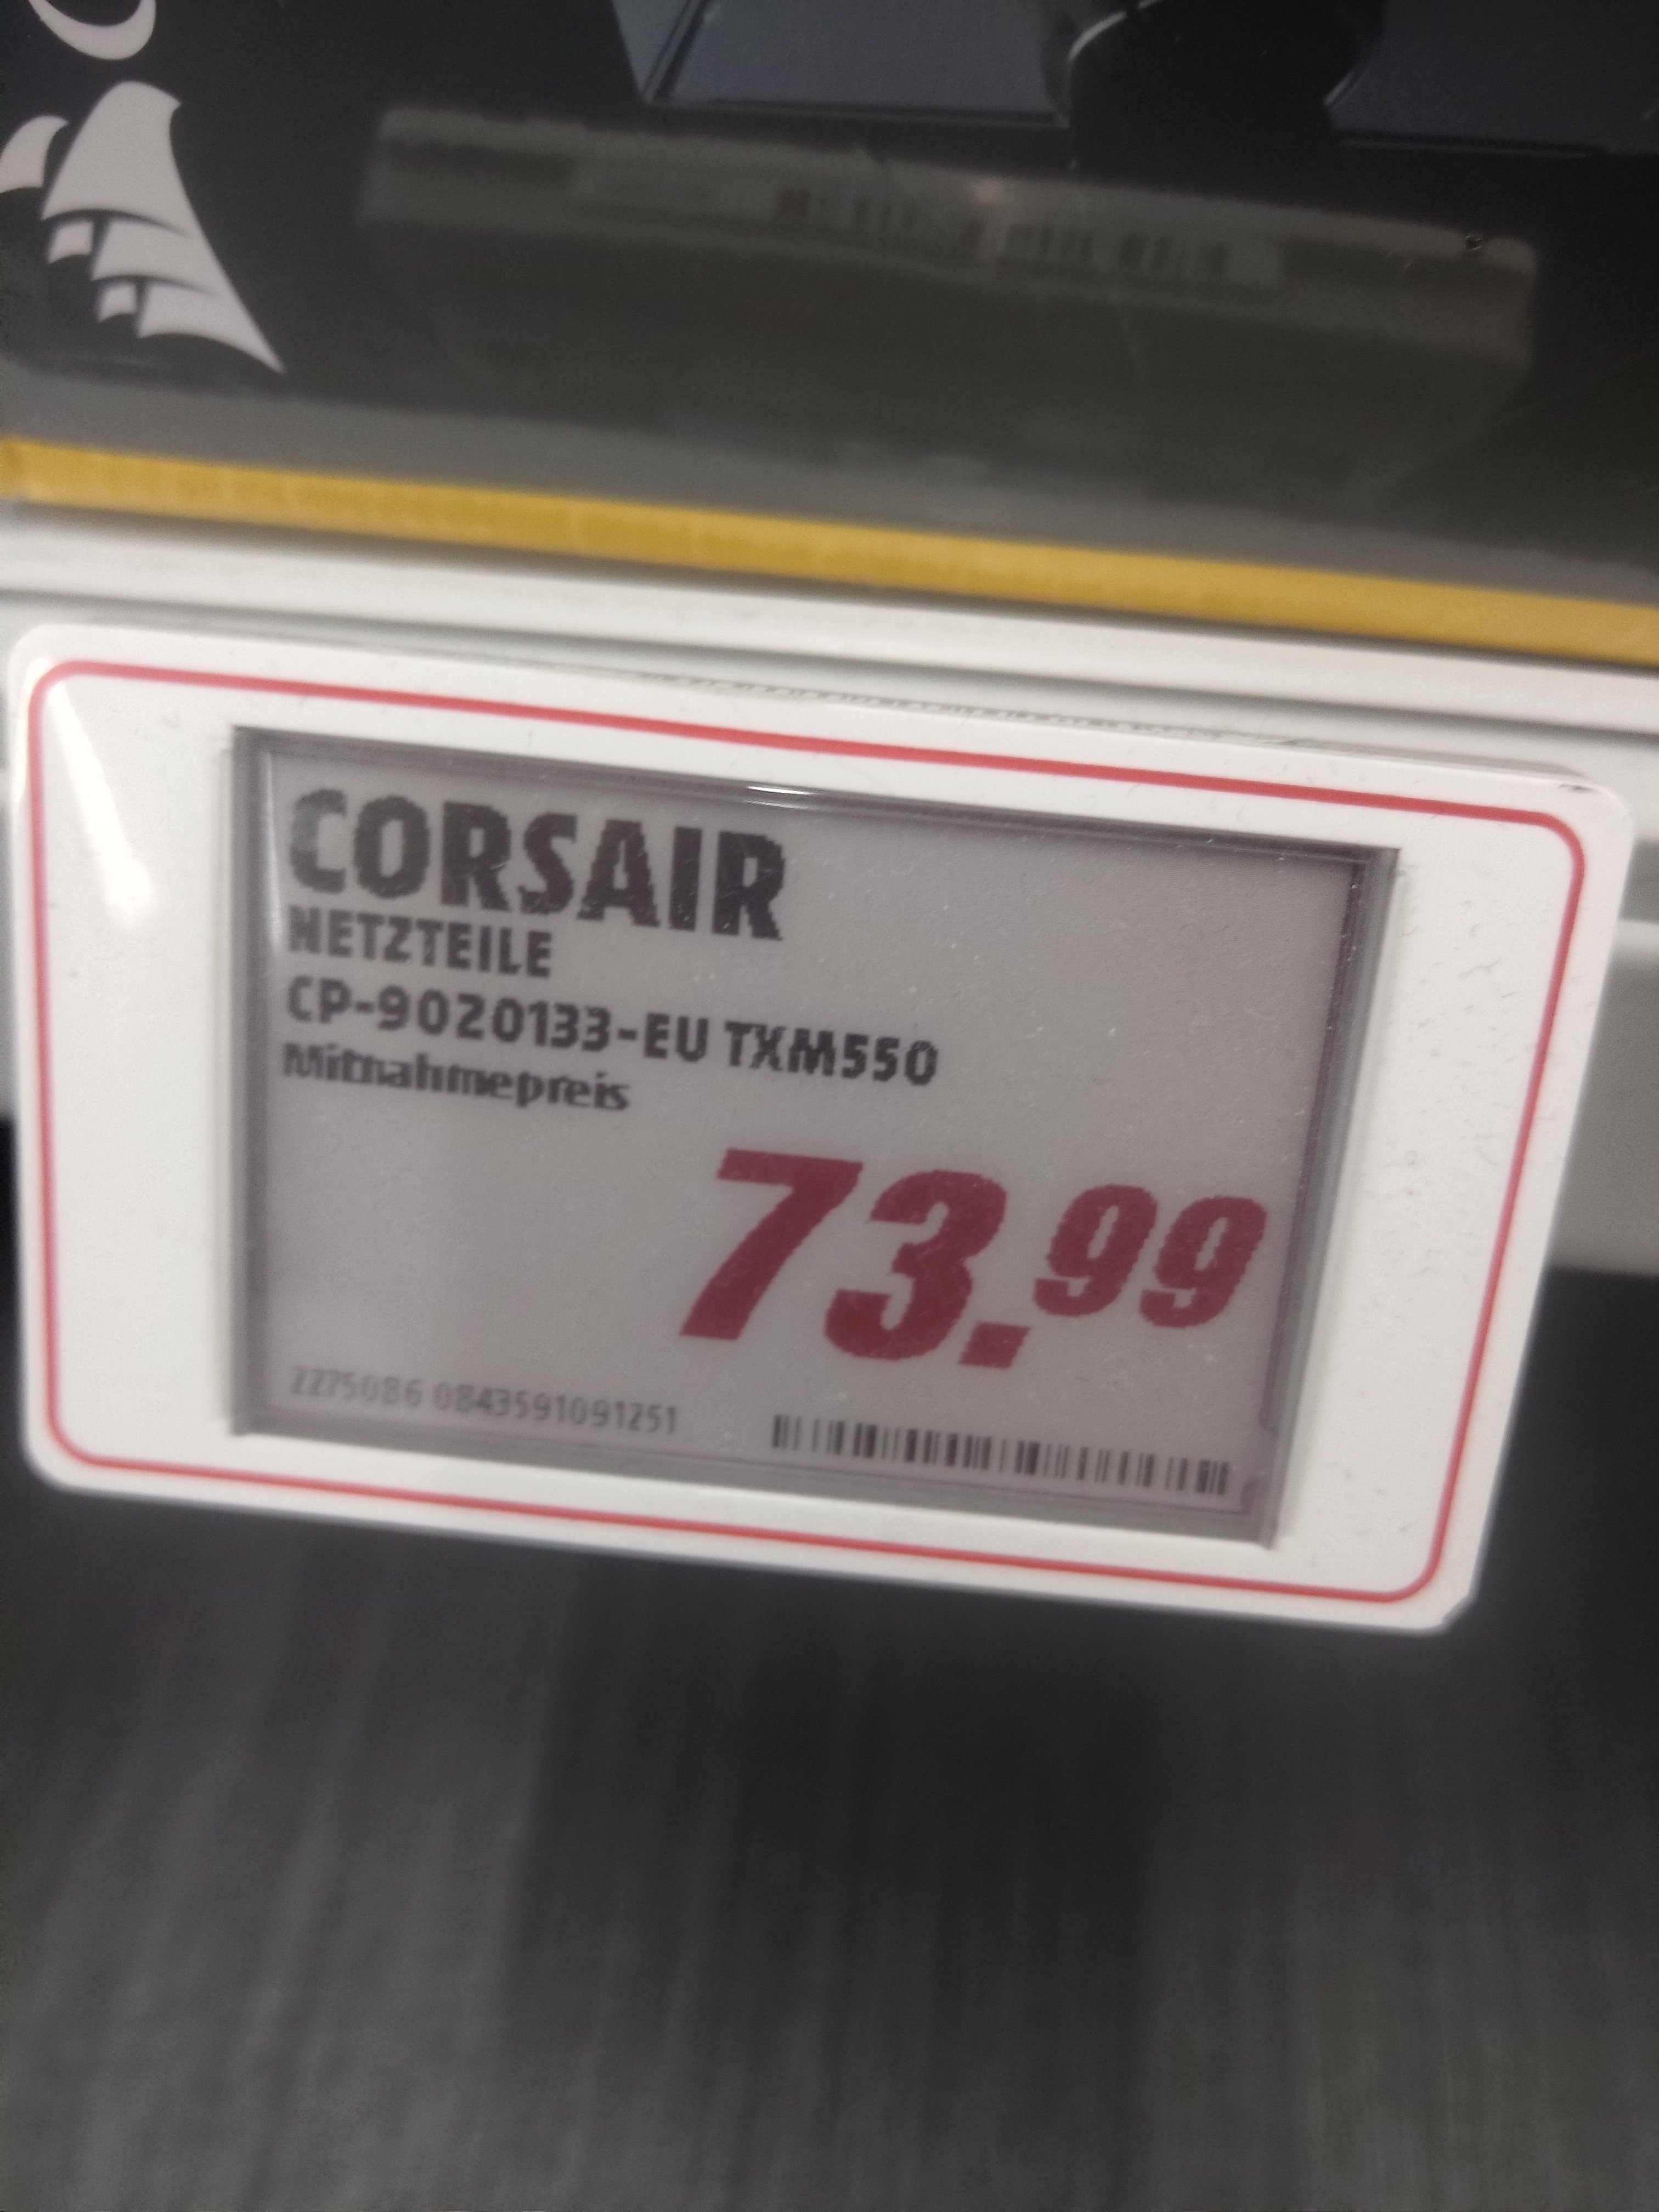 CORSAIR
NETZTEILE
CP-9020133-EU TXM550
Mitnahmepreis
73.99
2275086 0843591091251